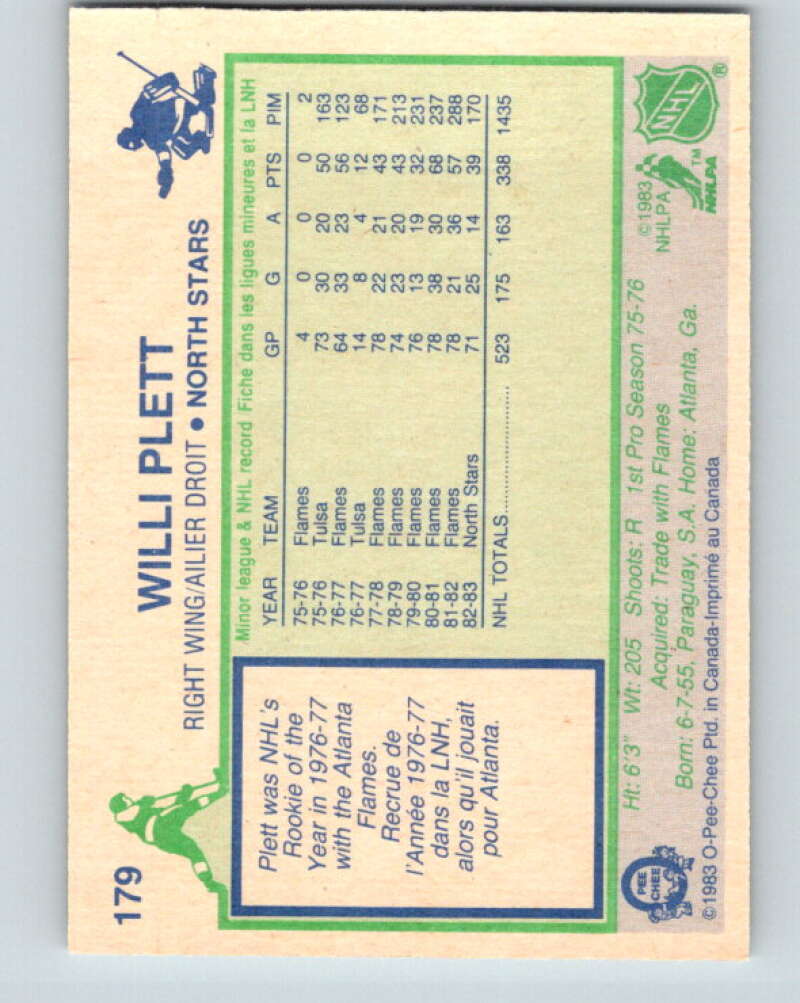 179
WILLI PLETT
RIGHT WING/AILIER DROIT • NORTH STARS
Plett was NHL's
Rookie of the
Year in 1976-77
with the Atlanta
Flames.
Recrue de
l'Année 1976-77
dans la LNH,
alors qu'il jouait
pour Atlanta.
Minor league & NHL record Fiche dans les ligues mineures et la LNH
YEAR TEAM GP G A PTS PIM
75-76 Flames 4 0 0 0 2
75-76 Tulsa 73 30 20 50 163
76-77 Flames 64 33 23 56 123
76-77 Tulsa 14 8 4 12 68
77-78 Flames 78 22 21 43 171
78-79 Flames 74 23 20 43 213
79-80 Flames 76 13 19 32 231
80-81 Flames 78 38 30 68 237
81-82 Flames 78 21 36 57 288
82-83 North Stars 71 25 14 39 170
NHL TOTALS.................... 523 175 163 338 1435
Ht: 6'3" Wt: 205 Shoots: R 1st Pro Season 75-76
Acquired: Trade with Flames
Born: 6-7-55, Paraguay, S.A. Home: Atlanta, Ga.
©1983 O-Pee-Chee Ptd. in Canada-Imprimé au Canada
O
PEE
CHEE
©1983
NHLPA
TM
NHLPA
NHL
®